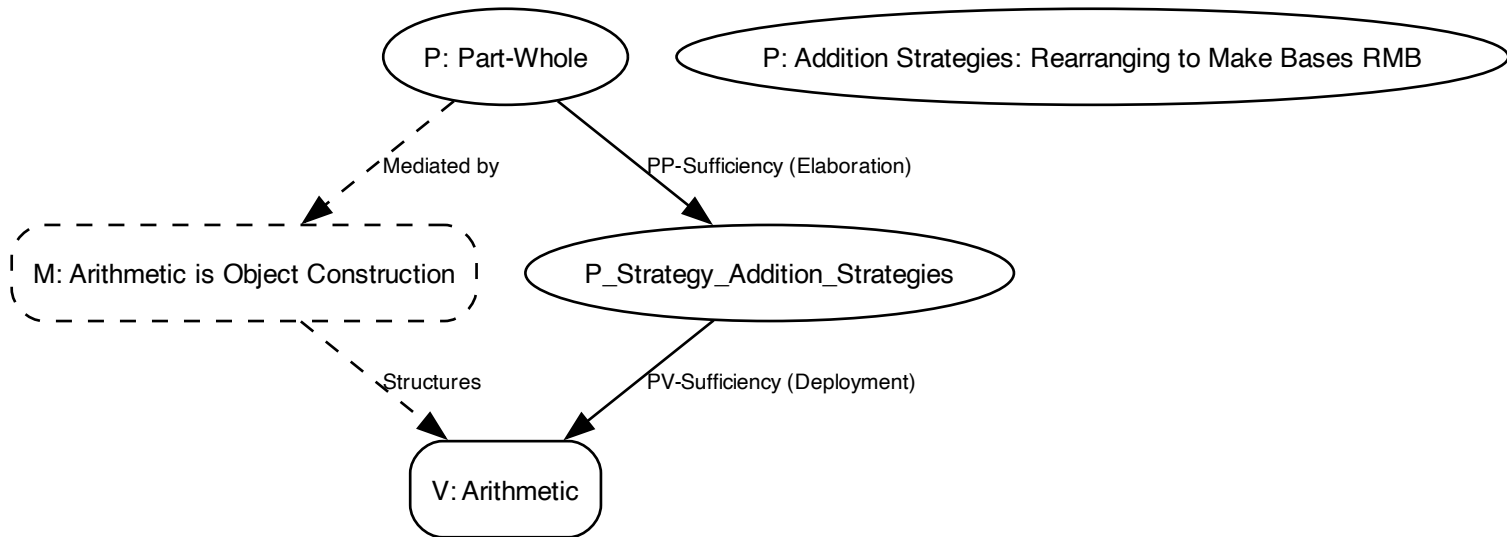 P: Part-Whole
P: Addition Strategies: Rearranging to Make Bases RMB
Mediated by
PP-Sufficiency (Elaboration)
M: Arithmetic is Object Construction
P_Strategy_Addition_Strategies
Structures
PV-Sufficiency (Deployment)
V: Arithmetic